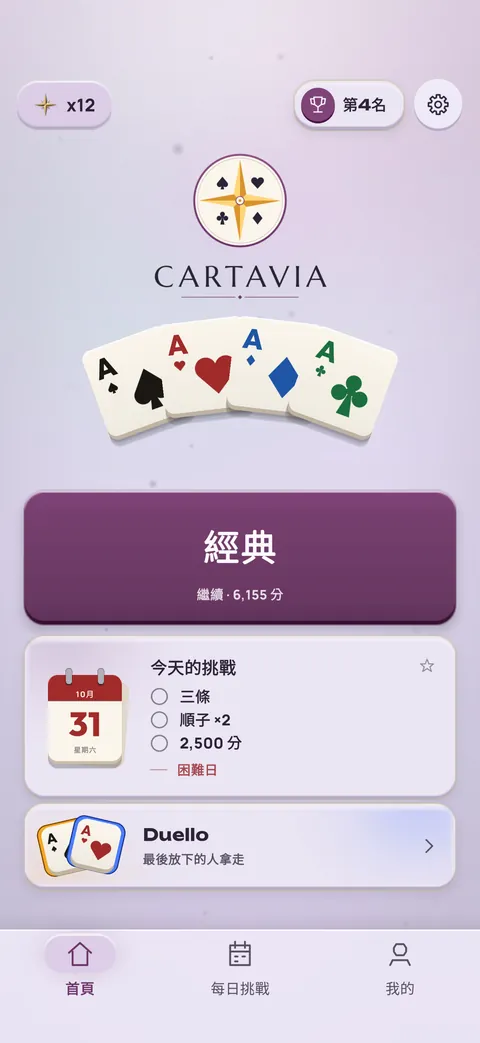 x12
第4名
CARTAVIA
A
A
A
A
經典
繼續 · 6,155 分
今天的挑戰
10月
31
星期六
三條
順子 ×2
2,500 分
困難日
A
A
Duello
最後放下的人拿走
首頁
每日挑戰
我的